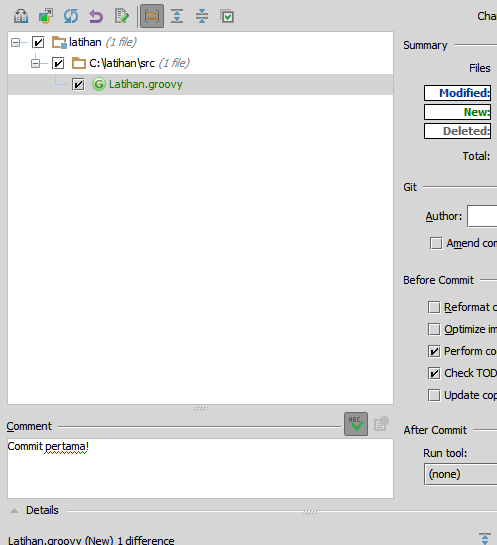 Cha
latihan (1 file)
C:\latihan\src (1 file)
G Latihan.groovy
Summary
Files
Modified:
New:
Deleted:
Total:
Git
Author:
Amend con
Before Commit
Reformat c
Optimize im
Perform co
Check TOD
Update cop
After Commit
Run tool:
(none)
Comment
ABC
Commit pertama!
Details
Latihan.groovy (New) 1 difference